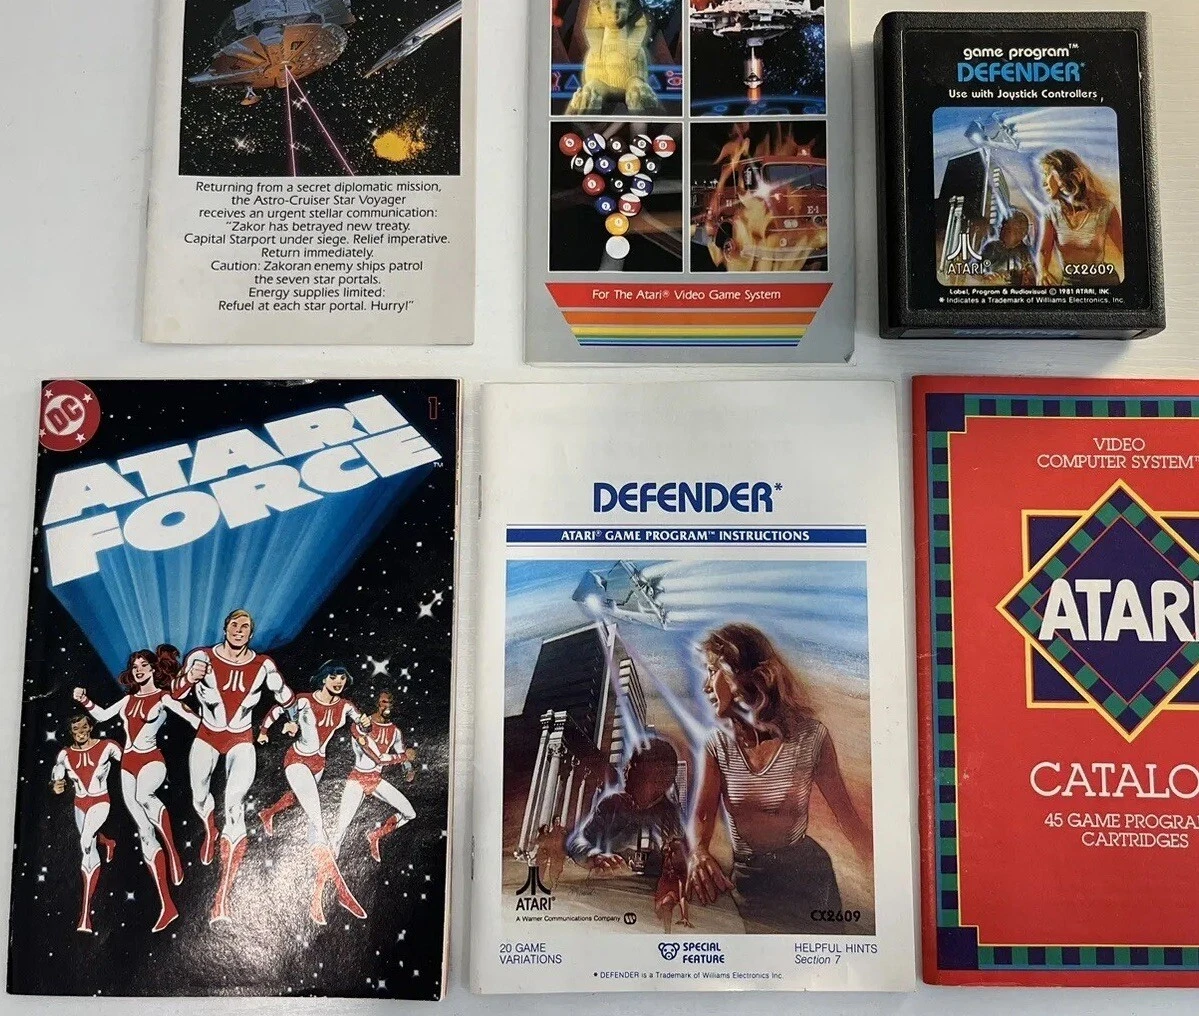 Returning from a secret diplomatic mission,
the Astro-Cruiser Star Voyager
receives an urgent stellar communication:
"Zakor has betrayed new treaty.
Capital Starport under siege. Relief imperative.
Return immediately.
Caution: Zakoran enemy ships patrol
the seven star portals.
Energy supplies limited:
Refuel at each star portal. Hurry!"
E-1
For The Atari® Video Game System
game program™
DEFENDER*
Use with Joystick Controllers
ATARI®
CX2609
Label, Program & Audiovisual © 1981 ATARI, INC.
* Indicates a Trademark of Williams Electronics, Inc.
DEFENDER
DC
1
ATARI
FORCE™
DEFENDER*
ATARI® GAME PROGRAM™ INSTRUCTIONS
ATARI®
A Warner Communications Company
CX2609
20 GAME
VARIATIONS
SPECIAL
FEATURE
HELPFUL HINTS
Section 7
* DEFENDER is a Trademark of Williams Electronics Inc.
VIDEO
COMPUTER SYSTEM™
ATARI
CATALO
45 GAME PROGRA
CARTRIDGES